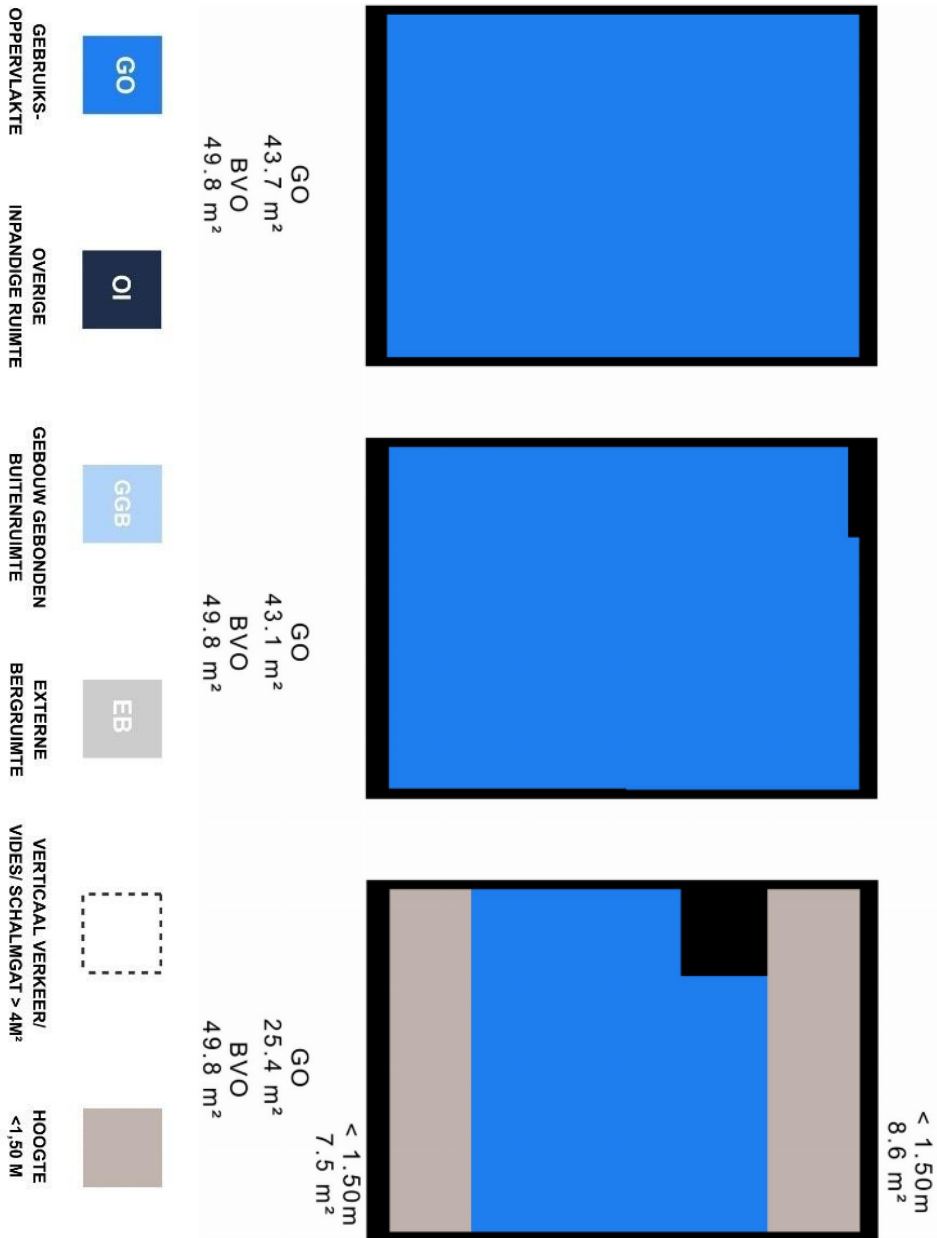 < 1.50m
8.6 m²
< 1.50m
7.5 m²
GO
43.7 m²
BVO
49.8 m²
GO
43.1 m²
BVO
49.8 m²
GO
25.4 m²
BVO
49.8 m²
GO
GEBRUIKS-
OPPERVLAKTE
OI
OVERIGE
INPANDIGE RUIMTE
GGB
GEBOUW GEBONDEN
BUITENRUIMTE
EB
EXTERNE
BERGRUIMTE
VERTICAAL VERKEER/
VIDES/ SCHALMGAT > 4M²
HOOGTE
<1,50 M